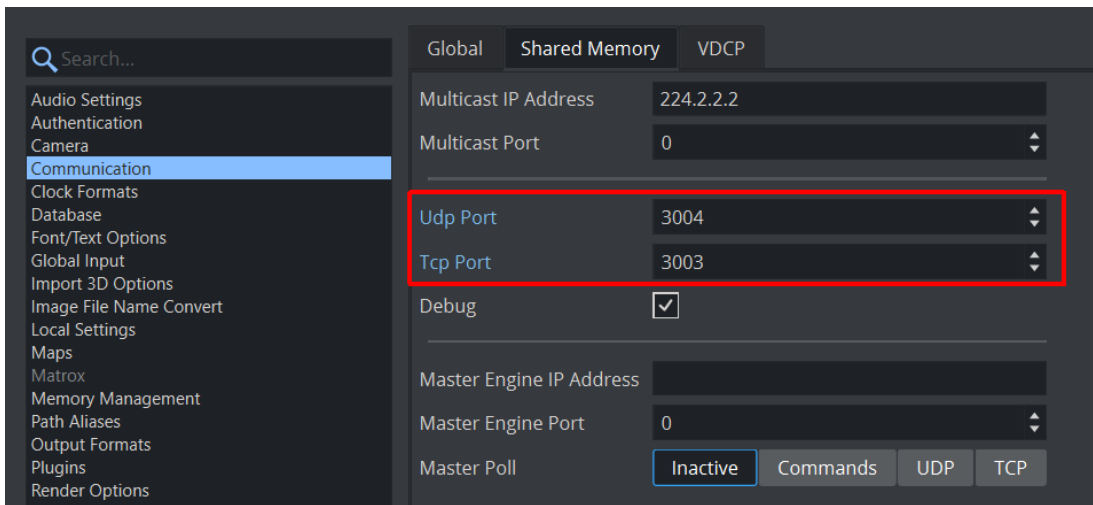 Search...
Audio Settings
Authentication
Camera
Communication
Clock Formats
Database
Font/Text Options
Global Input
Import 3D Options
Image File Name Convert
Local Settings
Maps
Matrox
Memory Management
Path Aliases
Output Formats
Plugins
Render Options
Global Shared Memory VDCP
Multicast IP Address 224.2.2.2
Multicast Port 0
Udp Port 3004
Tcp Port 3003
Debug
Master Engine IP Address
Master Engine Port 0
Master Poll Inactive Commands UDP TCP